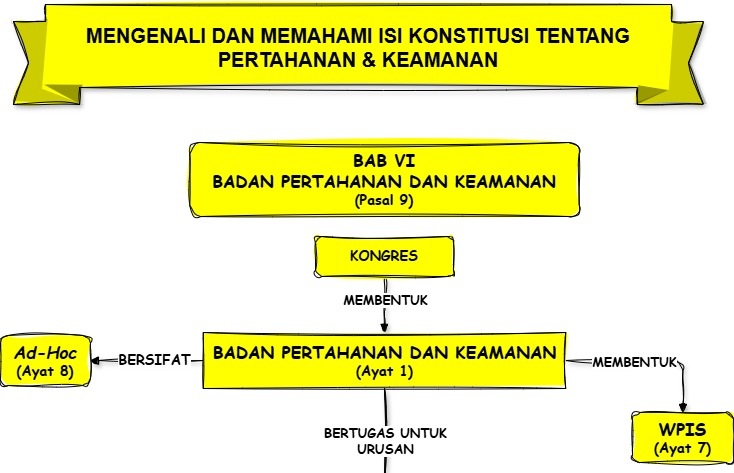 MENGENALI DAN MEMAHAMI ISI KONSTITUSI TENTANG
PERTAHANAN & KEAMANAN
BAB VI
BADAN PERTAHANAN DAN KEAMANAN
(Pasal 9)
KONGRES
MEMBENTUK
Ad-Hoc
(Ayat 8)
BERSIFAT
BADAN PERTAHANAN DAN KEAMANAN
(Ayat 1)
MEMBENTUK
WPIS
(Ayat 7)
BERTUGAS UNTUK
URUSAN